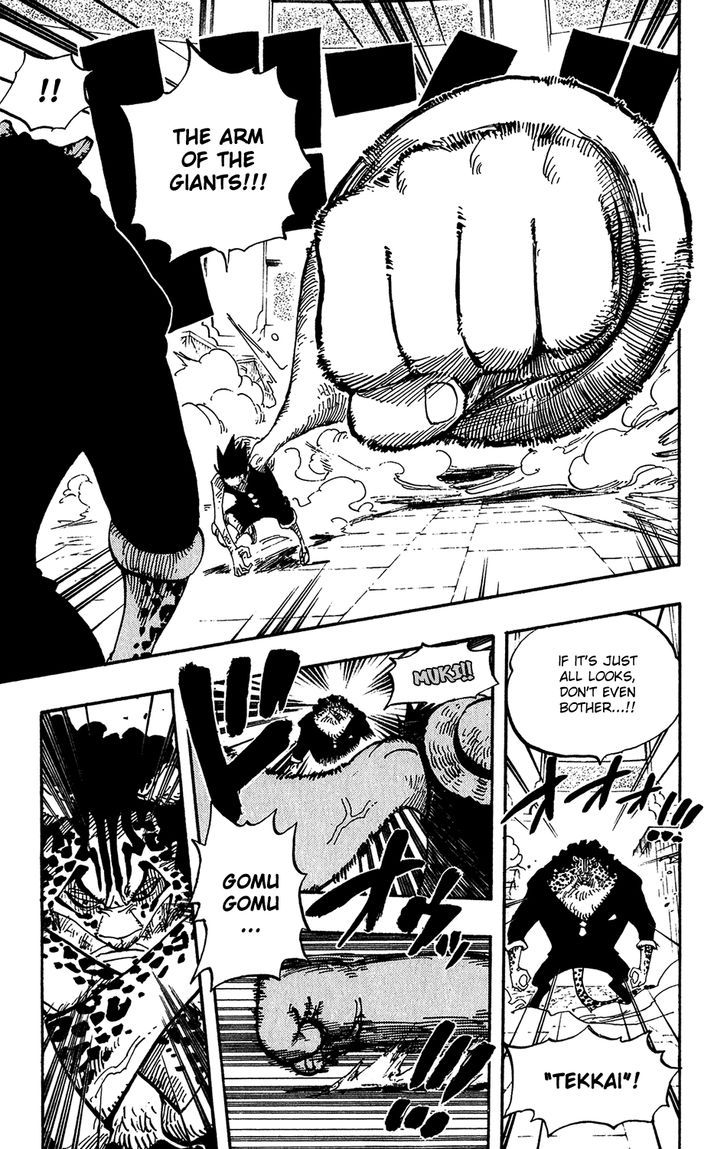 THE ARM
OF THE
GIANTS!!!
!!
IF IT'S JUST
ALL LOOKS,
DON'T EVEN
BOTHER...!!
"TEKKAI"!
MUKI!!
GOMU
GOMU
...